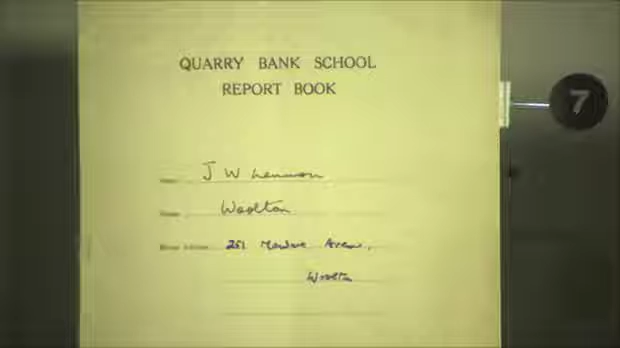 QUARRY BANK SCHOOL
REPORT BOOK
7
J W Lennon
Woolton
251 Menlove Avenue,
Woolton